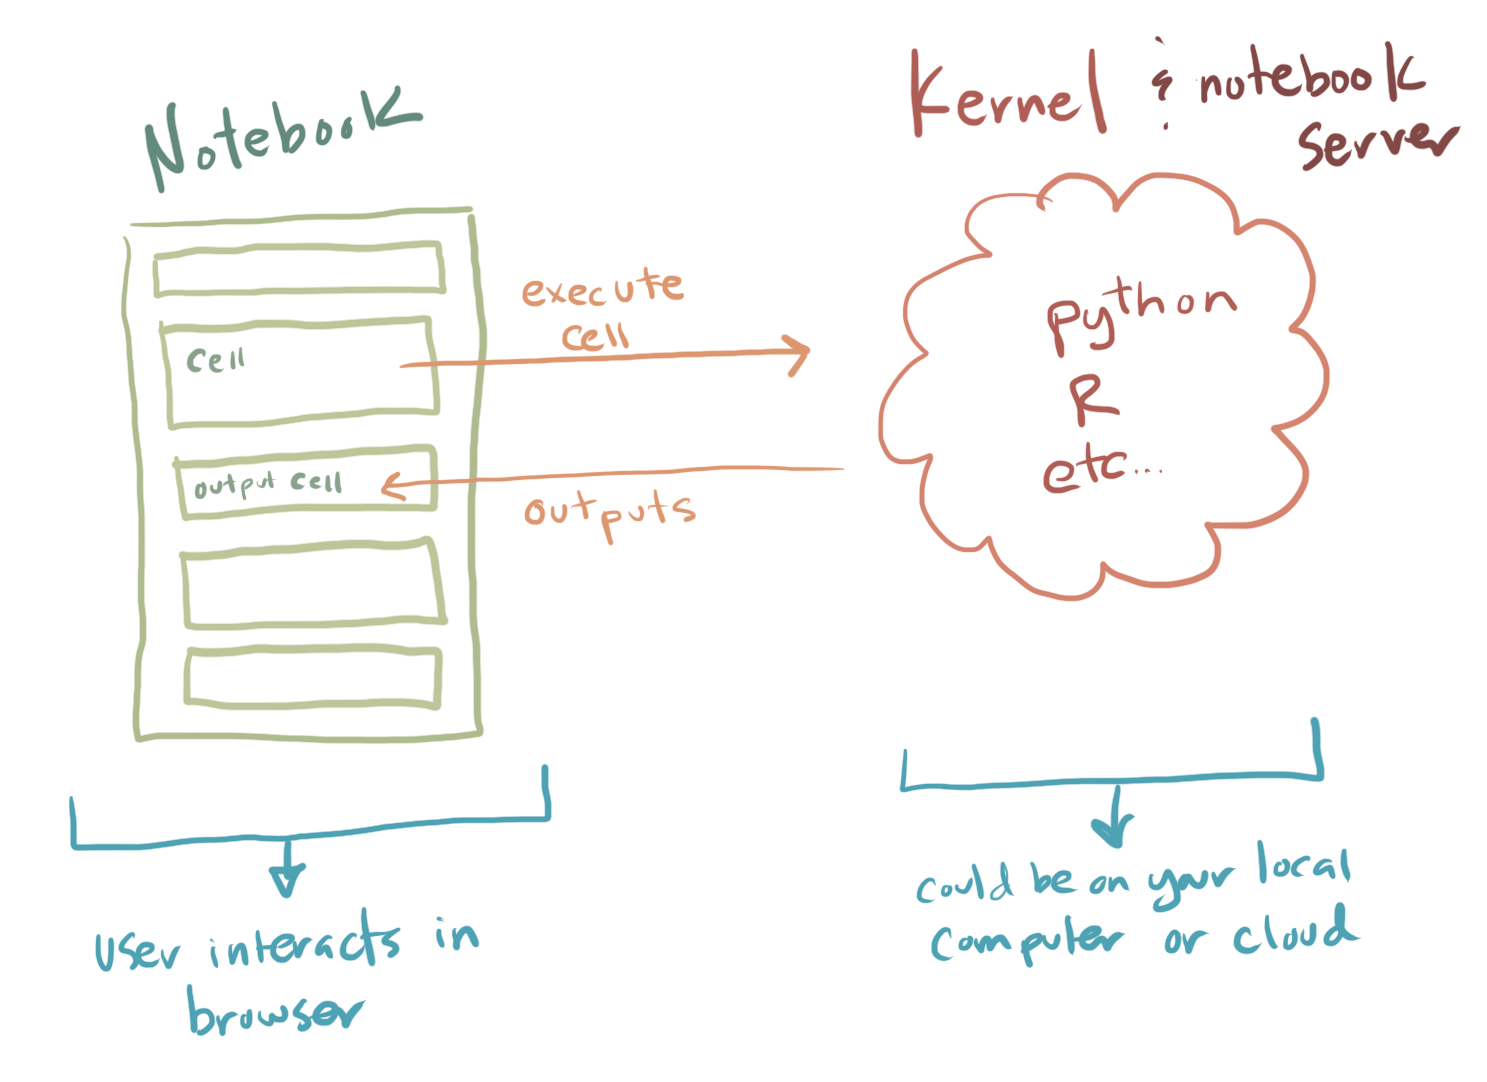 Notebook
Kernel & notebook
server
execute
cell
cell
output cell
outputs
python
R
etc...
user interacts in
browser
could be on your local
computer or cloud